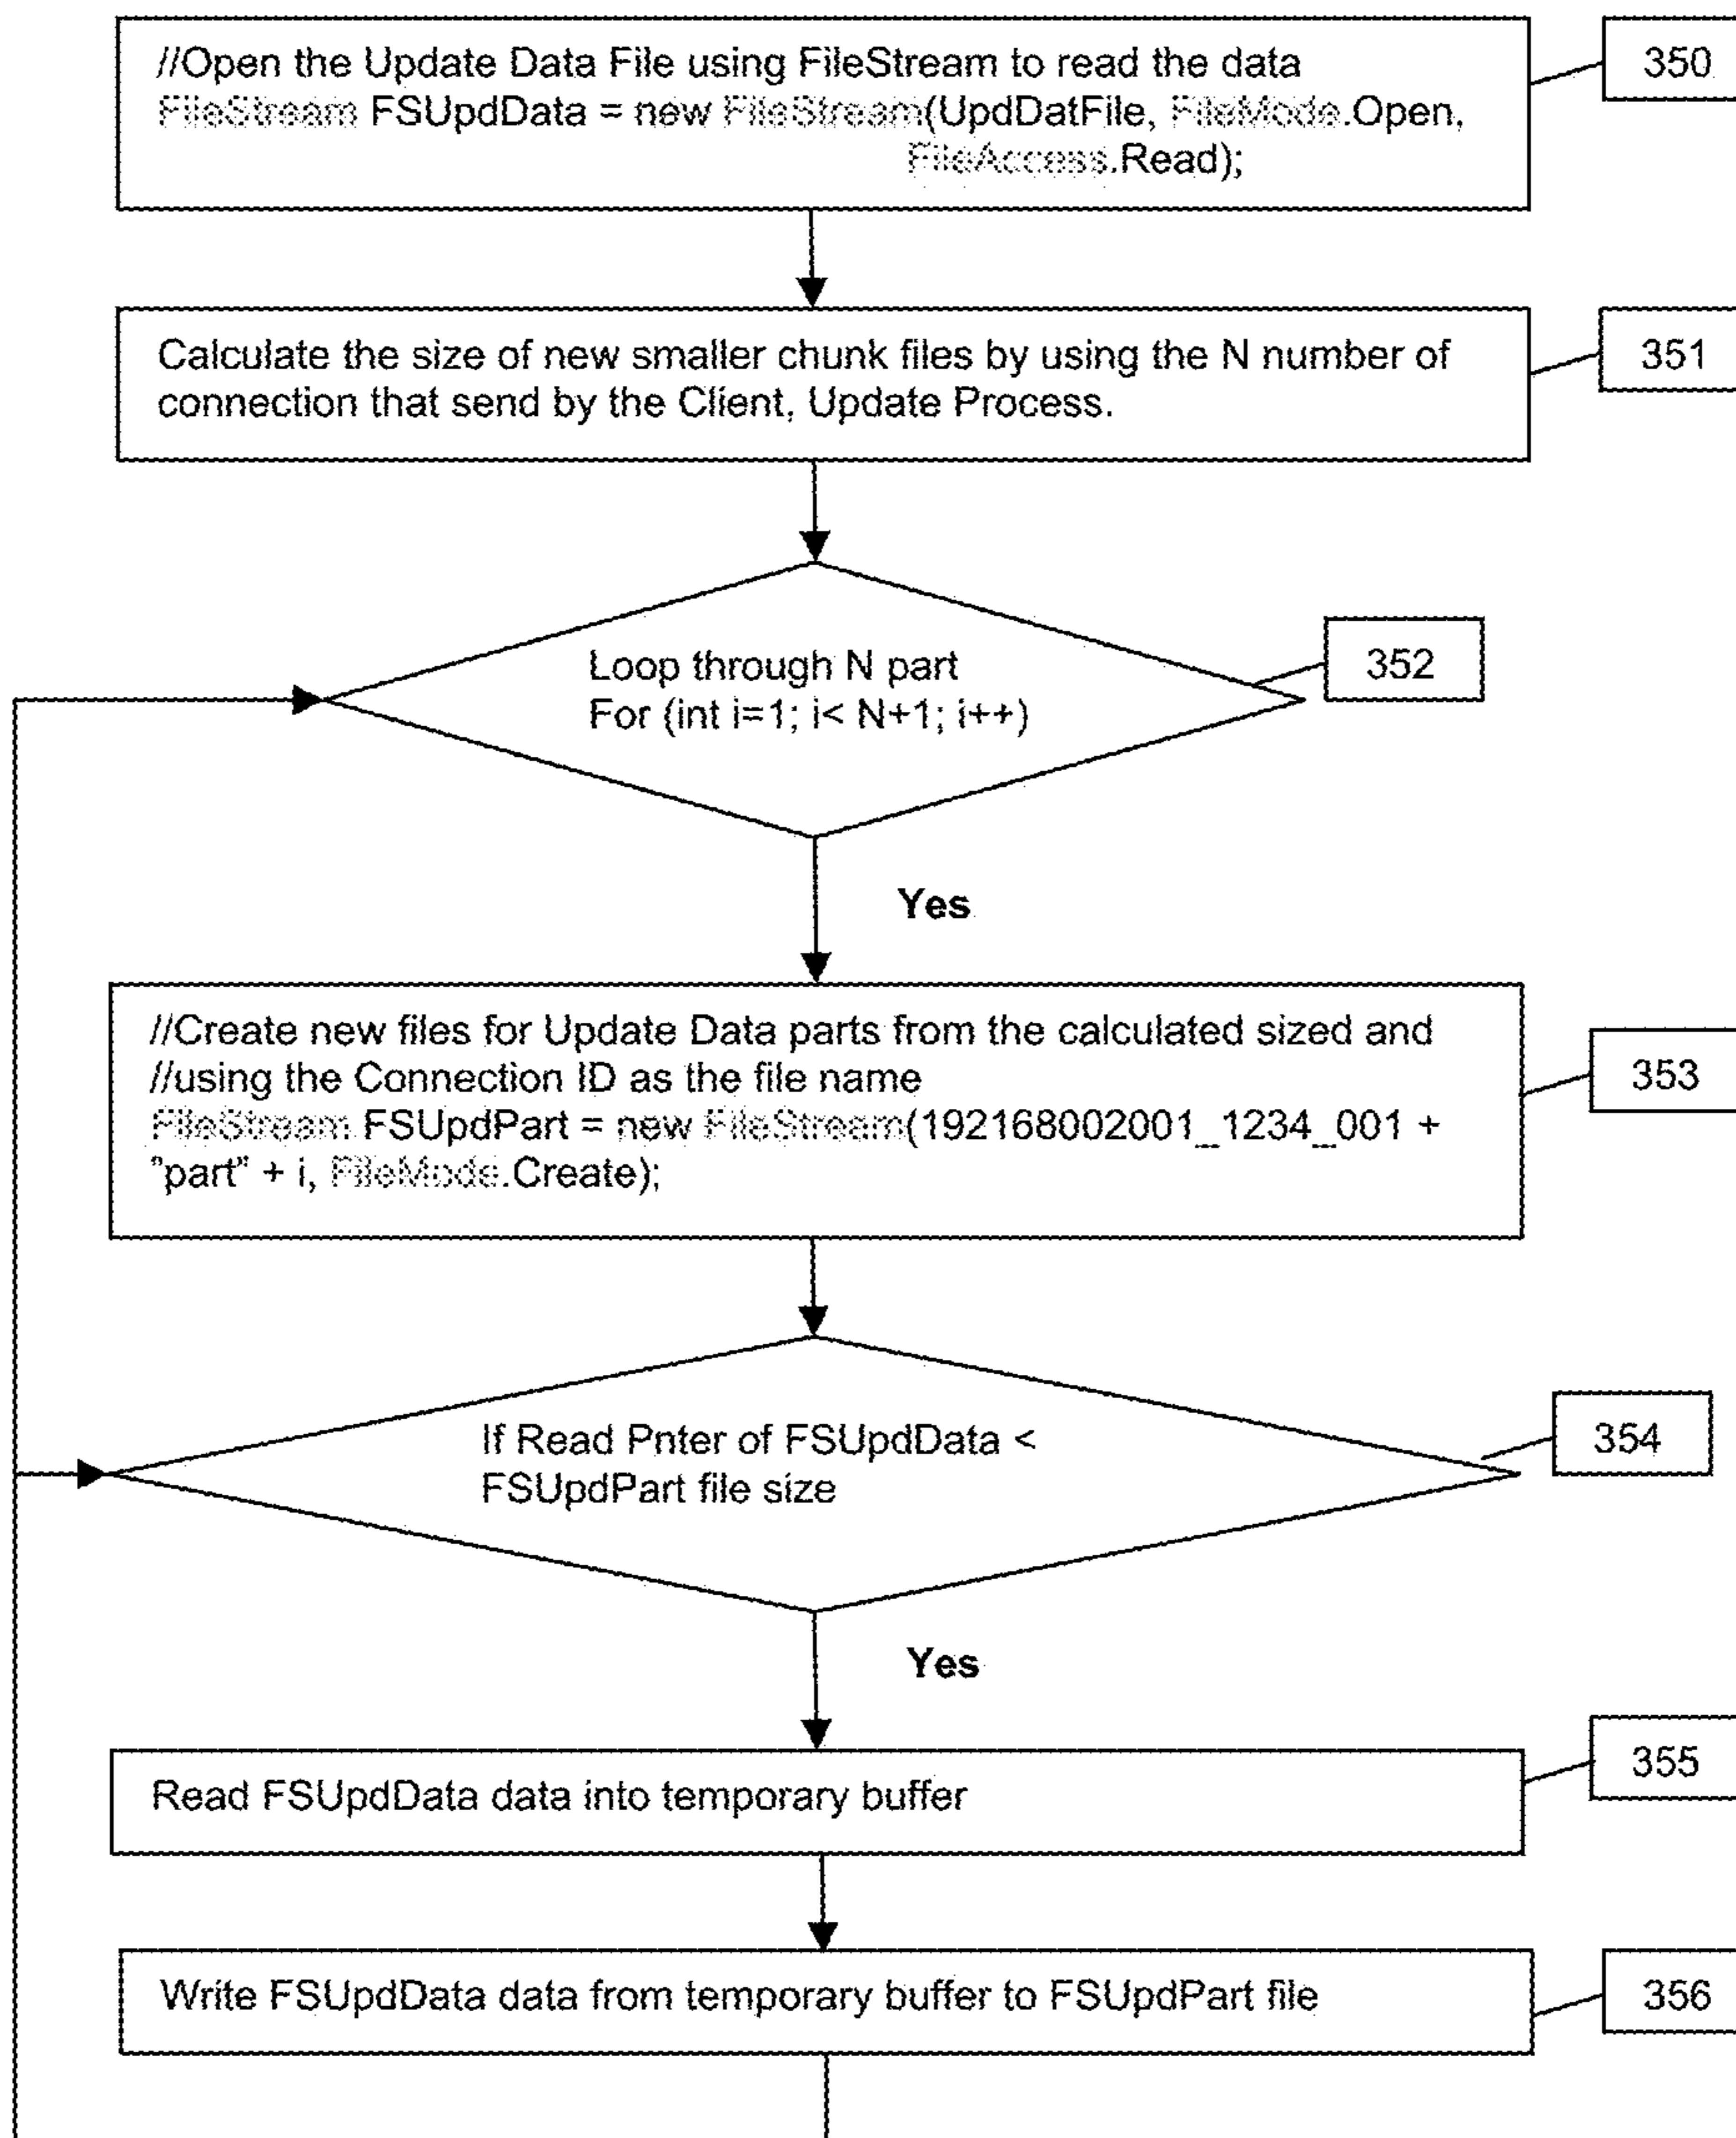 //Open the Update Data File using FileStream to read the data
FileStream FSUpdData = new FileStream(UpdDatFile, FileMode.Open,
FileAccess.Read);
350
Calculate the size of new smaller chunk files by using the N number of
connection that send by the Client, Update Process.
351
Loop through N part
For (int i=1; i< N+1; i++)
352
Yes
//Create new files for Update Data parts from the calculated sized and
//using the Connection ID as the file name
FileStream FSUpdPart = new FileStream(192168002001_1234_001 +
"part" + i, FileMode.Create);
353
If Read Pnter of FSUpdData <
FSUpdPart file size
354
Yes
Read FSUpdData data into temporary buffer
355
Write FSUpdData data from temporary buffer to FSUpdPart file
356